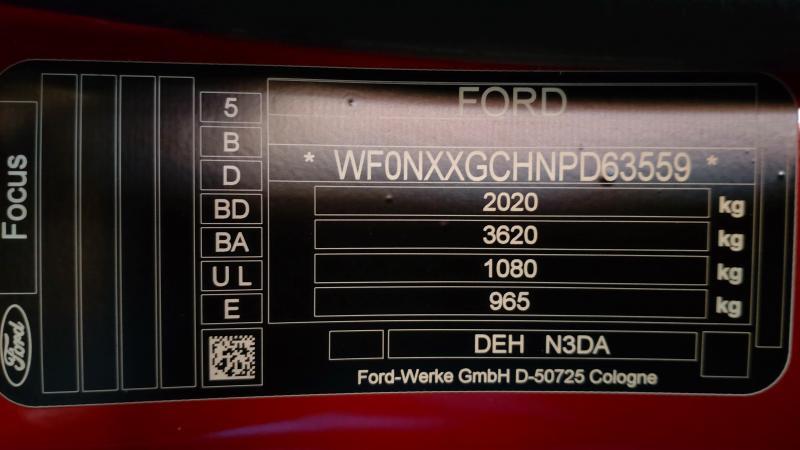 Focus
Ford
5
B
D
BD
BA
U L
E
FORD
* WF0NXXGCHNPD63559 *
2020 kg
3620 kg
1080 kg
965 kg
DEH N3DA
Ford-Werke GmbH D-50725 Cologne